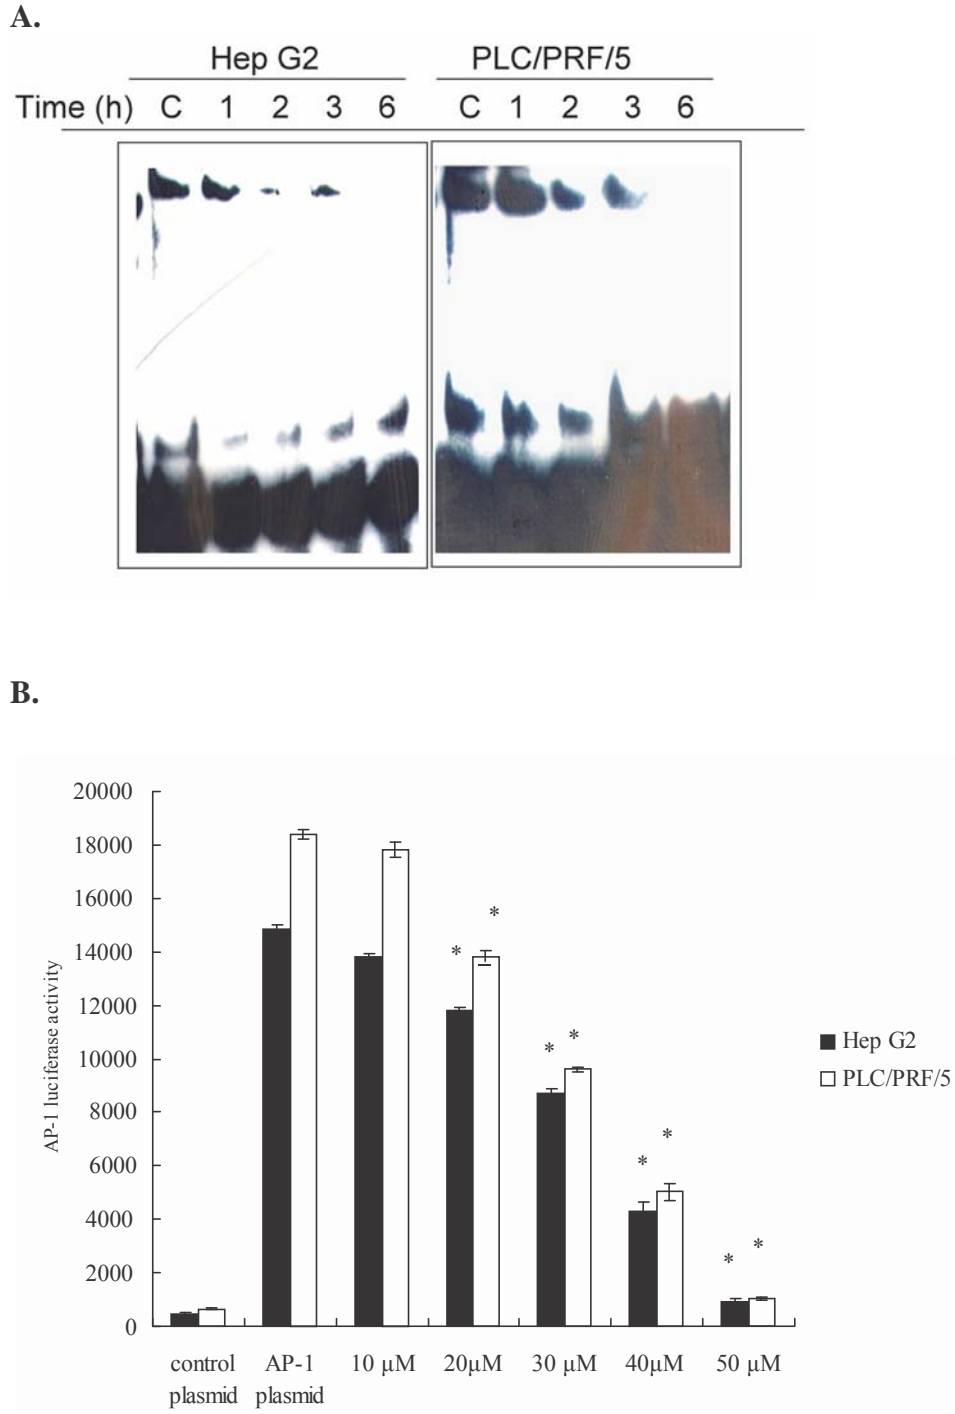 A.
Hep G2 PLC/PRF/5
Time (h) C 1 2 3 6 C 1 2 3 6
B.
20000
18000
16000
14000
12000
10000
8000
6000
4000
2000
0
AP-1 luciferase activity
* *
* *
* *
* *
Hep G2
PLC/PRF/5
control AP-1 10 µM 20µM 30 µM 40µM 50 µM
plasmid plasmid